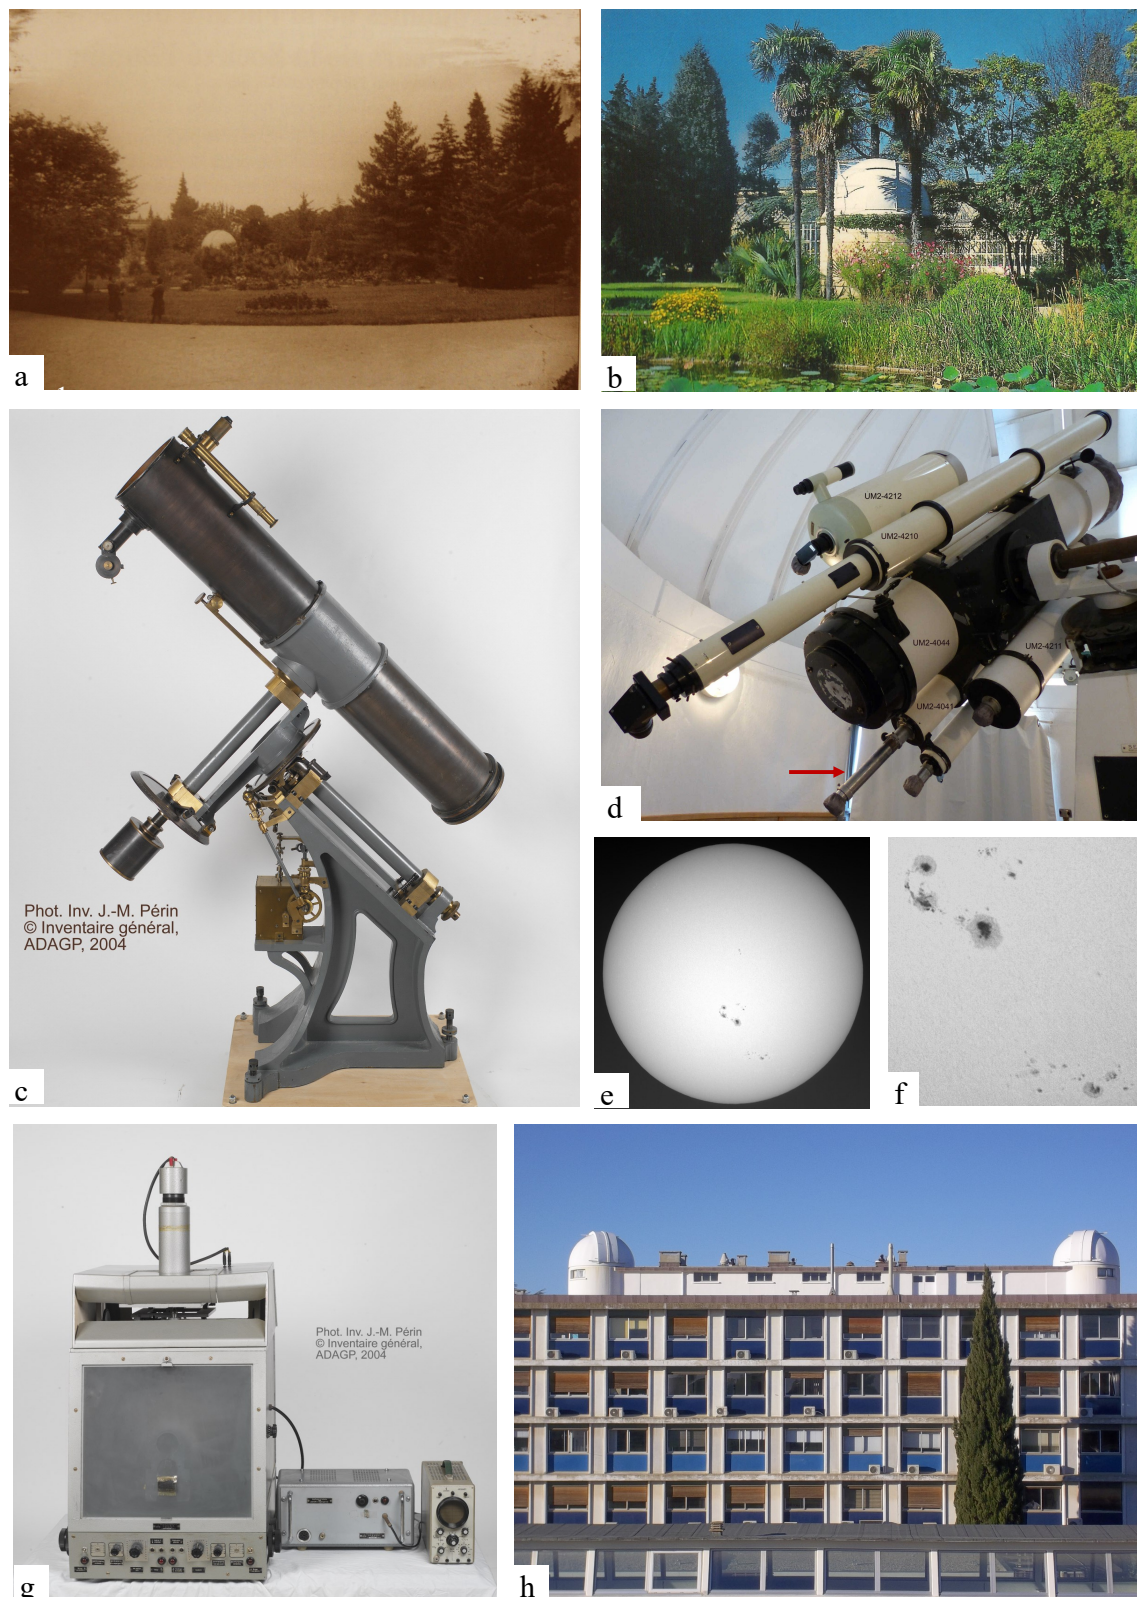 a
b
Phot. Inv. J.-M. Périn
© Inventaire général,
ADAGP, 2004
c
UM2-4212
UM2-4210
UM2-4044
UM2-4211
UM2-4041
d
e
f
Phot. Inv. J.-M. Périn
© Inventaire général,
ADAGP, 2004
g
h